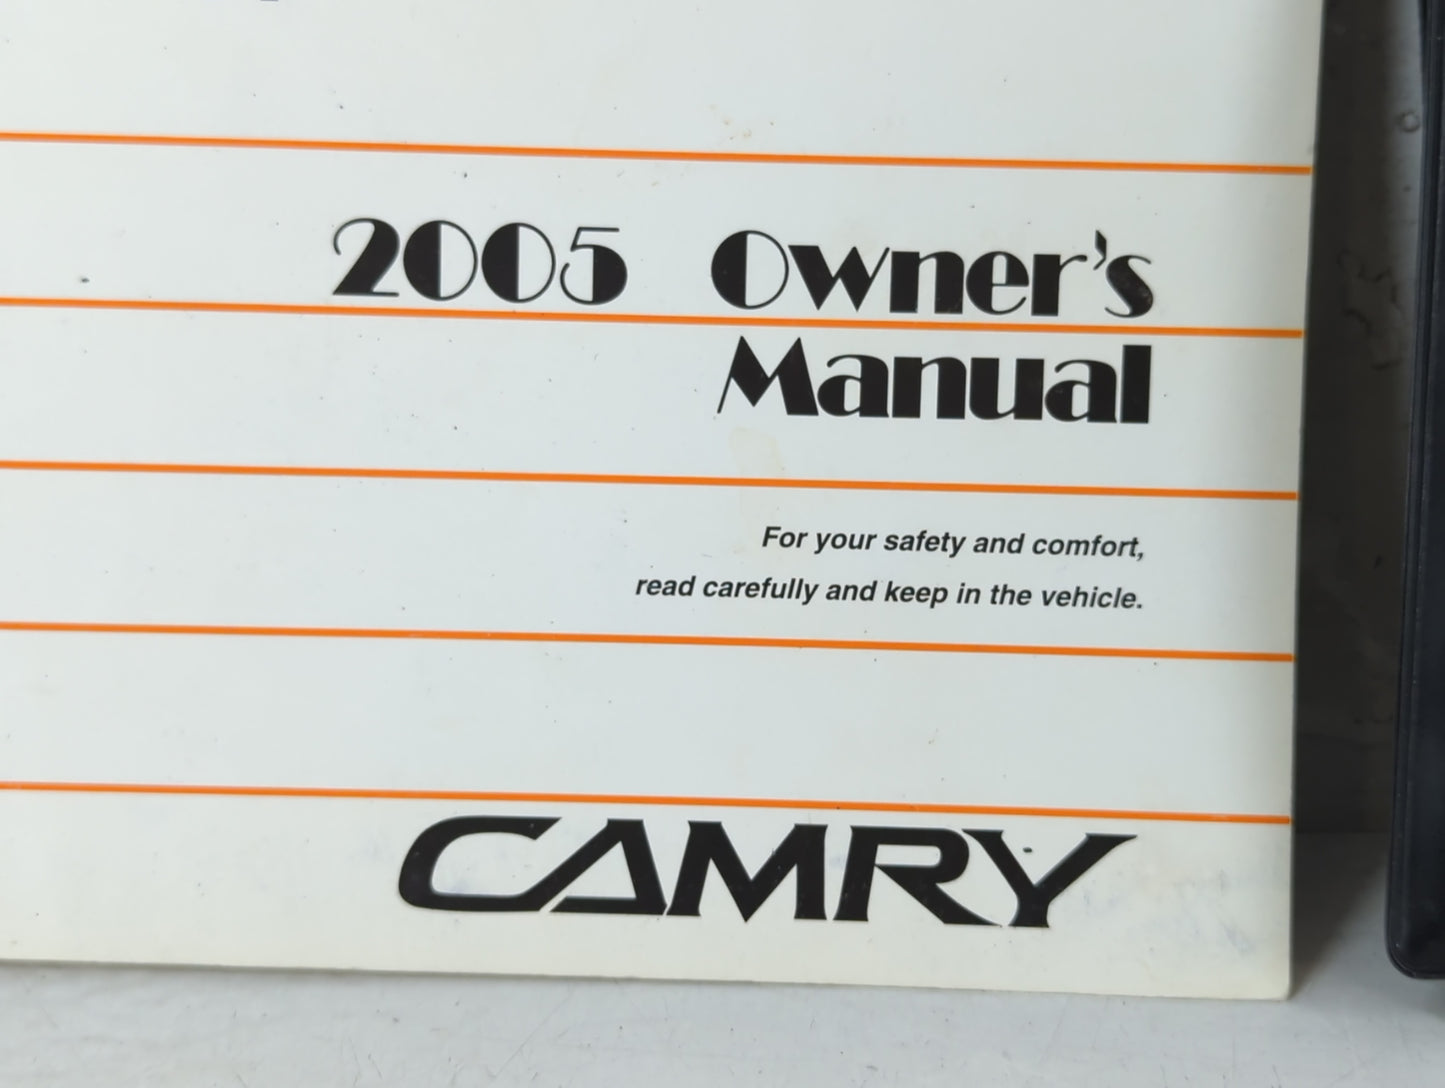 2005 Owner's
Manual
For your safety and comfort,
read carefully and keep in the vehicle.
CAMRY